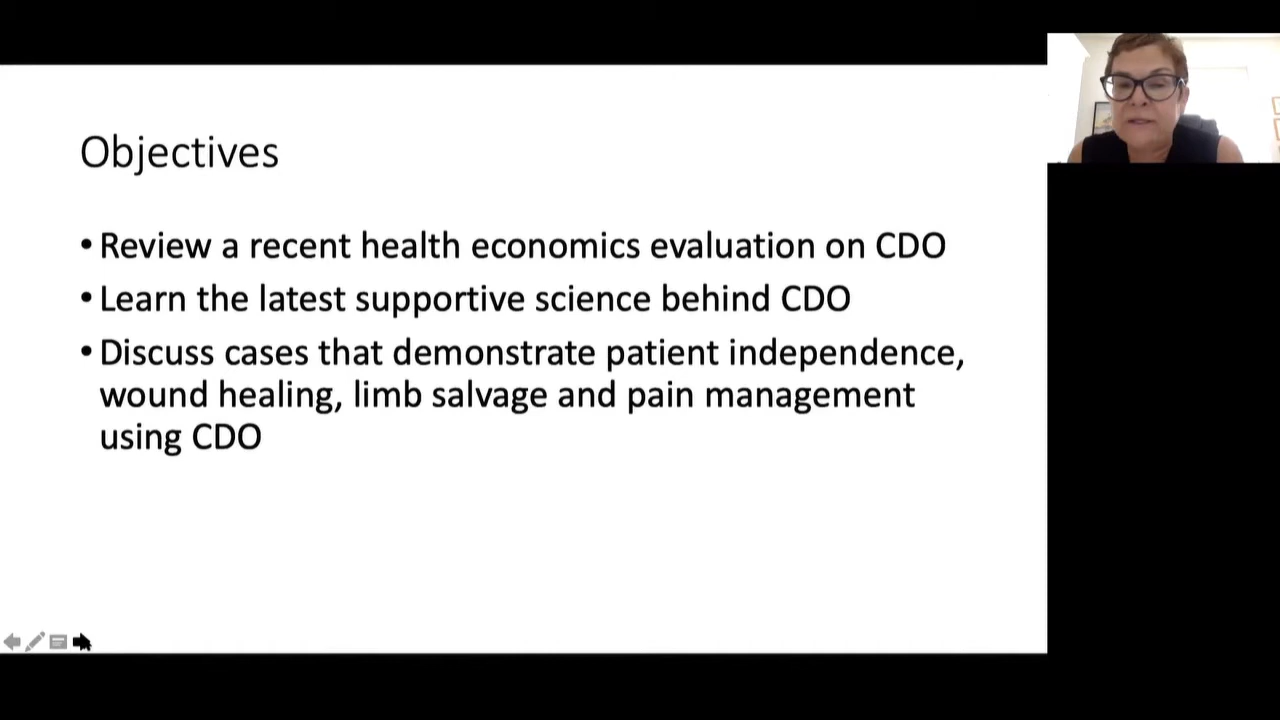 Objectives
• Review a recent health economics evaluation on CDO
• Learn the latest supportive science behind CDO
• Discuss cases that demonstrate patient independence,
wound healing, limb salvage and pain management
using CDO